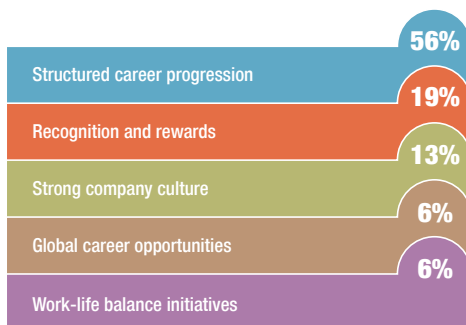 56%
Structured career progression
19%
Recognition and rewards
13%
Strong company culture
6%
Global career opportunities
6%
Work-life balance initiatives